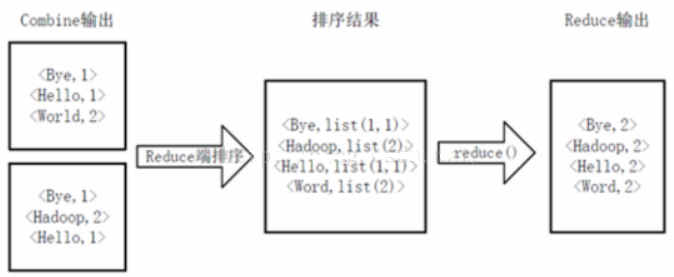 Combine输出
排序结果
Reduce输出
<Bye,1>
<Hello,1>
<World,2>
<Bye,1>
<Hadoop,2>
<Hello,1>
Reduce端排序
<Bye,list(1,1)>
<Hadoop,list(2)>
<Hello,list(1,1)>
<Word,list(2)>
reduce()
<Bye,2>
<Hadoop,2>
<Hello,2>
<Word,2>